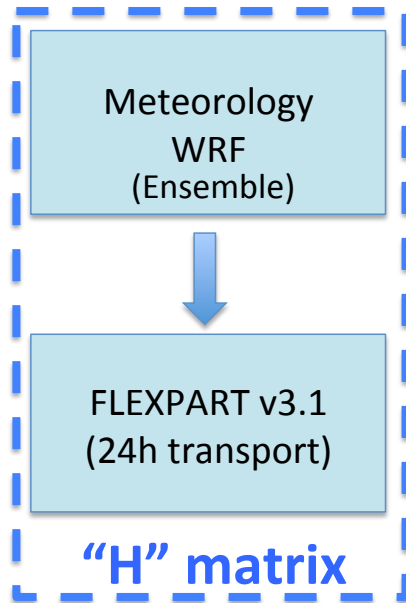 Meteorology
WRF
(Ensemble)
FLEXPART v3.1
(24h transport)
“H” matrix